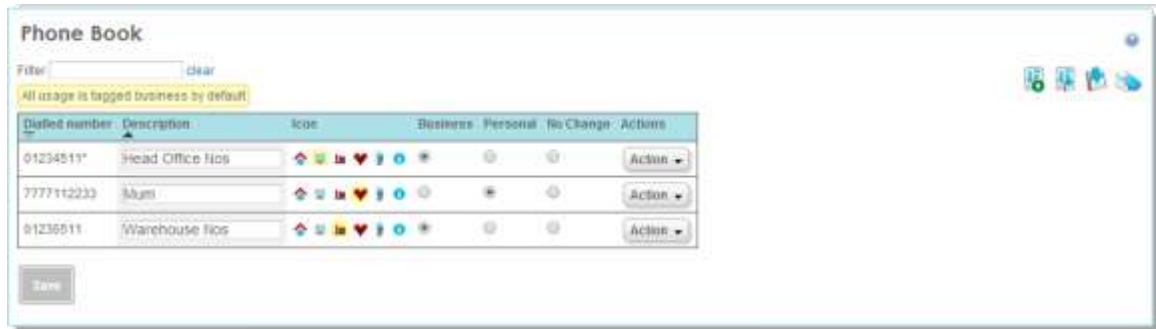 Phone Book
Filter clear
All usage is tagged business by default
Dialled number Description Icon Business Personal No Change Actions
01234511* Head Office Nos Action
7777112233 Mum Action
01236511 Warehouse Nos Action
Save